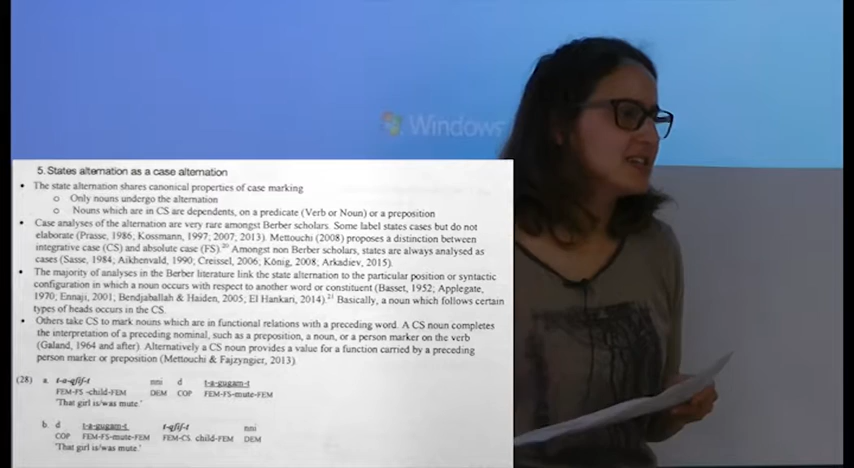 Windows
5. States alternation as a case alternation
• The state alternation shares canonical properties of case marking
o Only nouns undergo the alternation
o Nouns which are in CS are dependents, on a predicate (Verb or Noun) or a preposition
• Case analyses of the alternation are very rare amongst Berber scholars. Some label states cases but do not
elaborate (Prasse, 1986, Kossmann, 1997, 2007, 2013). Mettouchi (2008) proposes a distinction between
integrative case (CS) and absolute case (FS).20 Amongst non Berber scholars, states are always analysed as
cases (Sasse, 1984; Aikhenvald, 1990; Creissel, 2006; König, 2008; Arkadiev, 2015).
• The majority of analyses in the Berber literature link the state alternation to the particular position or syntactic
configuration in which a noun occurs with respect to another word or constituent (Basset, 1952; Applegate,
1970; Ennaji, 2001; Bendjaballah & Haiden, 2005; El Hankari, 2014).21 Basically, a noun which follows certain
types of heads occurs in the CS.
• Others take CS to mark nouns which are in functional relations with a preceding word. A CS noun completes
the interpretation of a preceding nominal, such as a preposition, a noun, or a person marker on the verb
(Galand, 1964 and after). Alternatively a CS noun provides a value for a function carried by a preceding
person marker or preposition (Mettouchi & Fajzyngier, 2013).
(28) a. nni d t-a-gugam-t
FEM-FS-child-FEM DEM COP FEM-FS-mute-FEM
'That girl is/was mute.'
b. d t-a-gugam-t nni
COP FEM-FS-mute-FEM FEM-CS child-FEM DEM
'That girl is/was mute.'